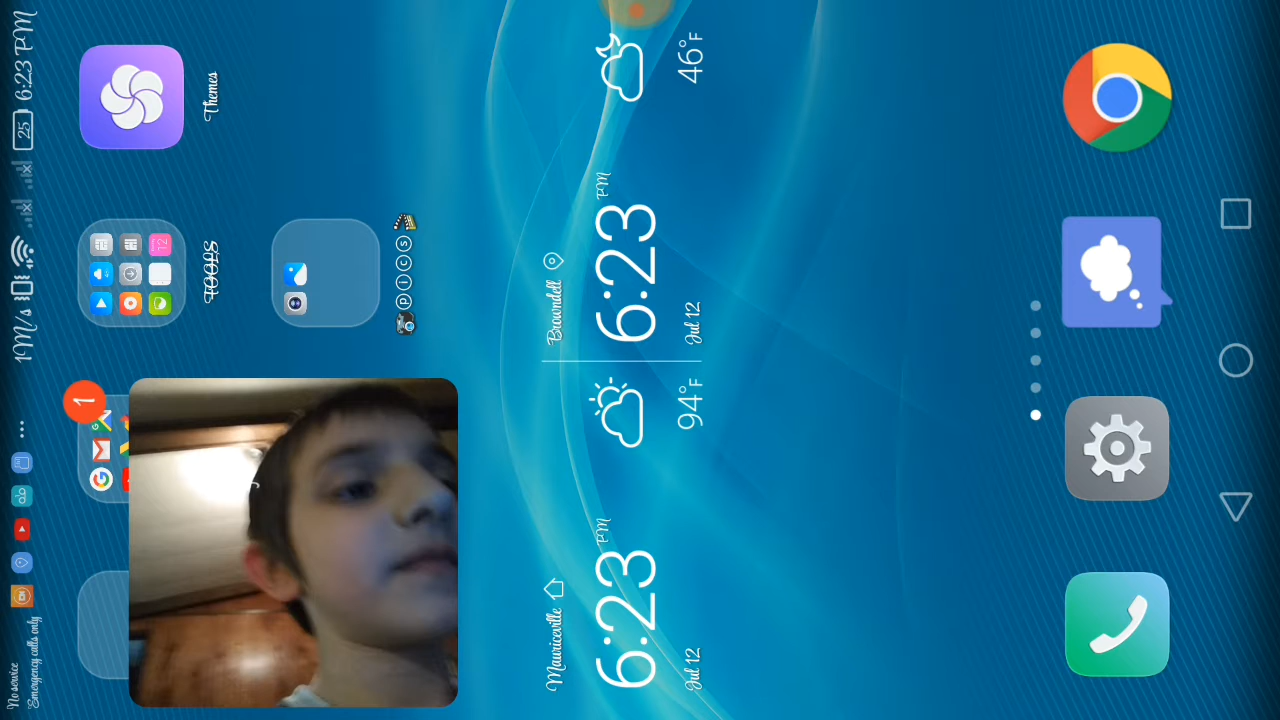 No service
Emergency calls only
1M/s
25
6:23 PM
1
Themes
TOOLS
ⓟⓘⓒⓢ
Mauriceville
6:23 PM
Jul 12
94°F
Browndell
6:23 PM
Jul 12
46°F